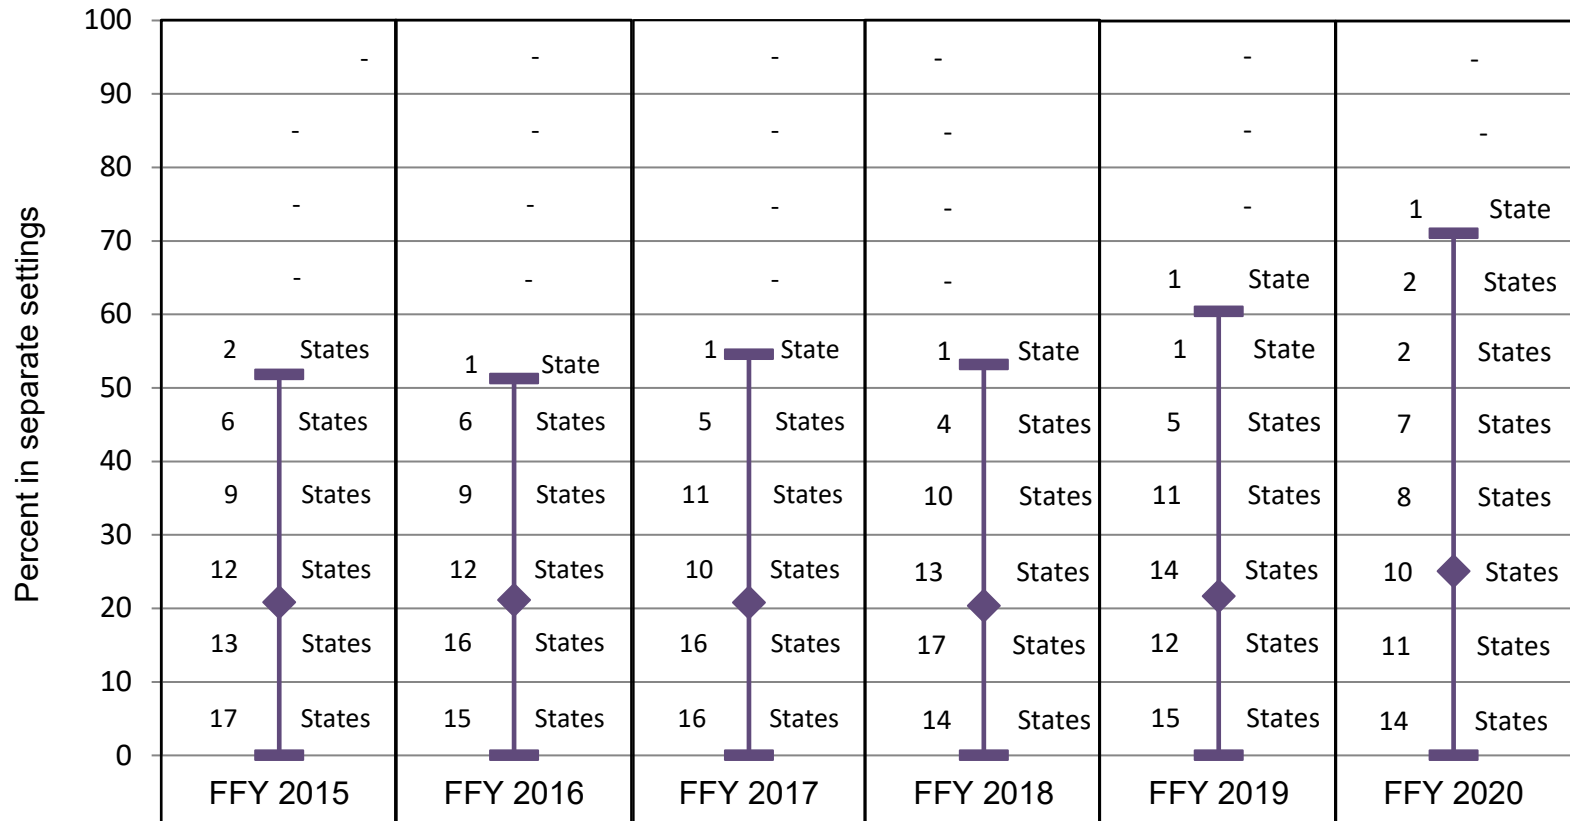 Percent in separate settings
100
- - - - - -
90
- - - - - -
80
- - - - - 1 State
70
- - - - 1 State 2 States
60
2 States 1 State 1 State 1 State 1 State 2 States
50
6 States 6 States 5 States 4 States 5 States 7 States
40
9 States 9 States 11 States 10 States 11 States 8 States
30
12 States 12 States 10 States 13 States 14 States 10 States
20
13 States 16 States 16 States 17 States 12 States 11 States
10
17 States 15 States 16 States 14 States 15 States 14 States
0
FFY 2015 FFY 2016 FFY 2017 FFY 2018 FFY 2019 FFY 2020